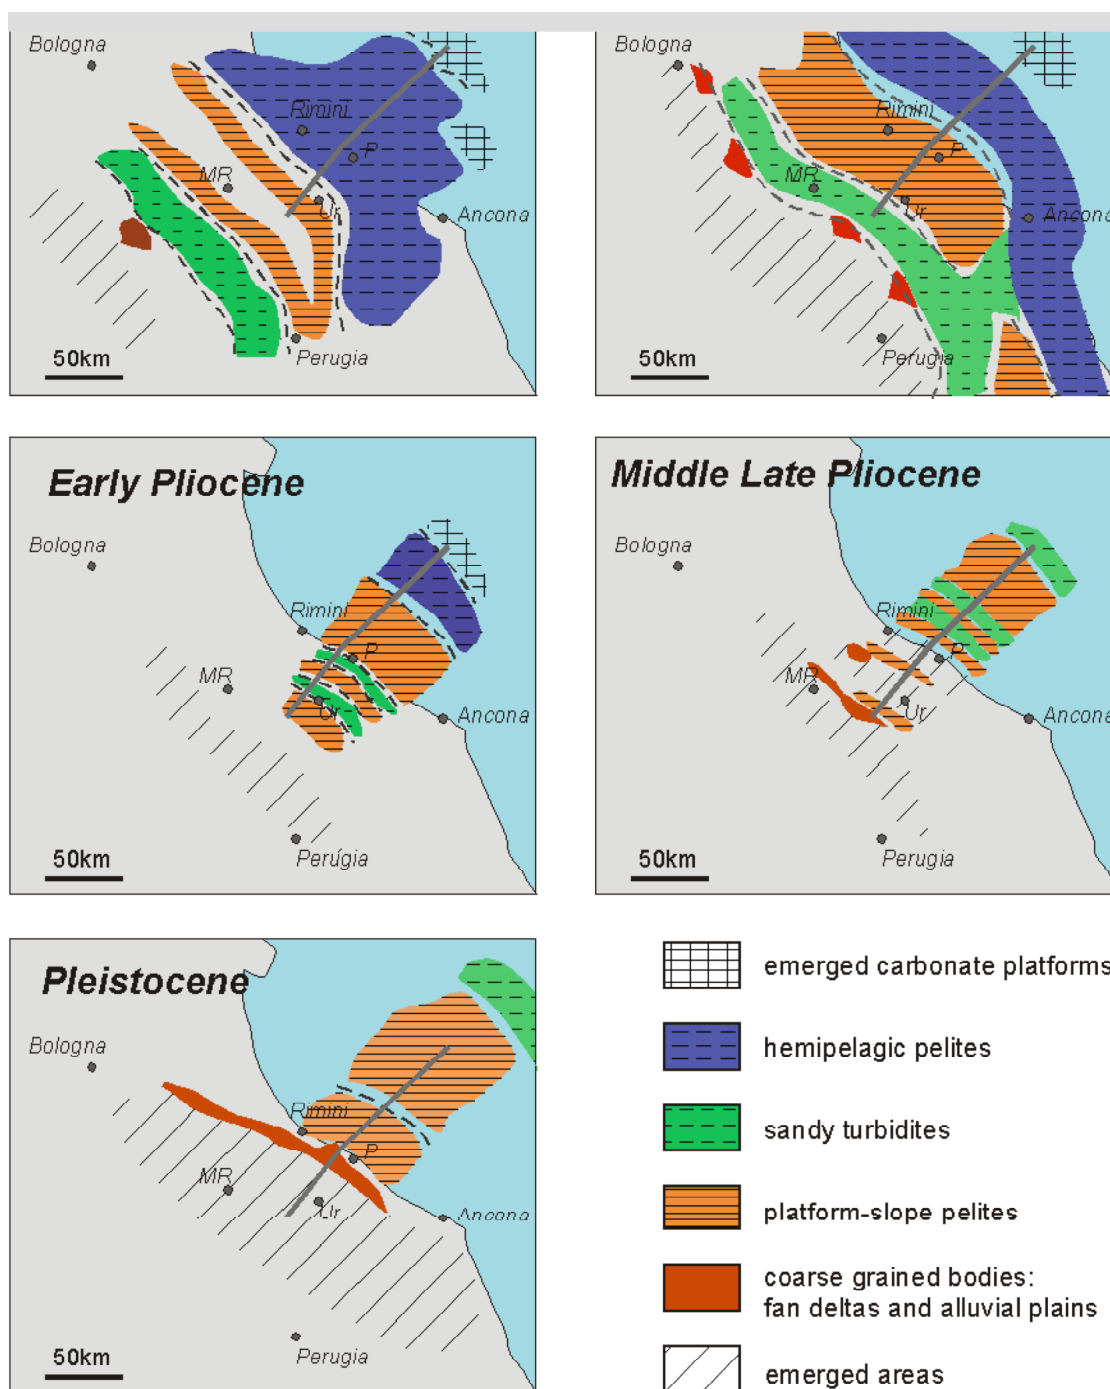 Bologna
Rimini
P
MR
Ur
Ancona
Perugia
50km
Bologna
Rimini
P
MR
Ur
Ancona
Perugia
50km
Early Pliocene
Bologna
Rimini
P
MR
Ur
Ancona
Perúgia
50km
Middle Late Pliocene
Bologna
Rimini
P
MR
Ur
Ancona
Perugia
50km
Pleistocene
Bologna
Rimini
P
MR
Ur
Ancona
Perugia
50km
emerged carbonate platforms
hemipelagic pelites
sandy turbidites
platform-slope pelites
coarse grained bodies:
fan deltas and alluvial plains
emerged areas